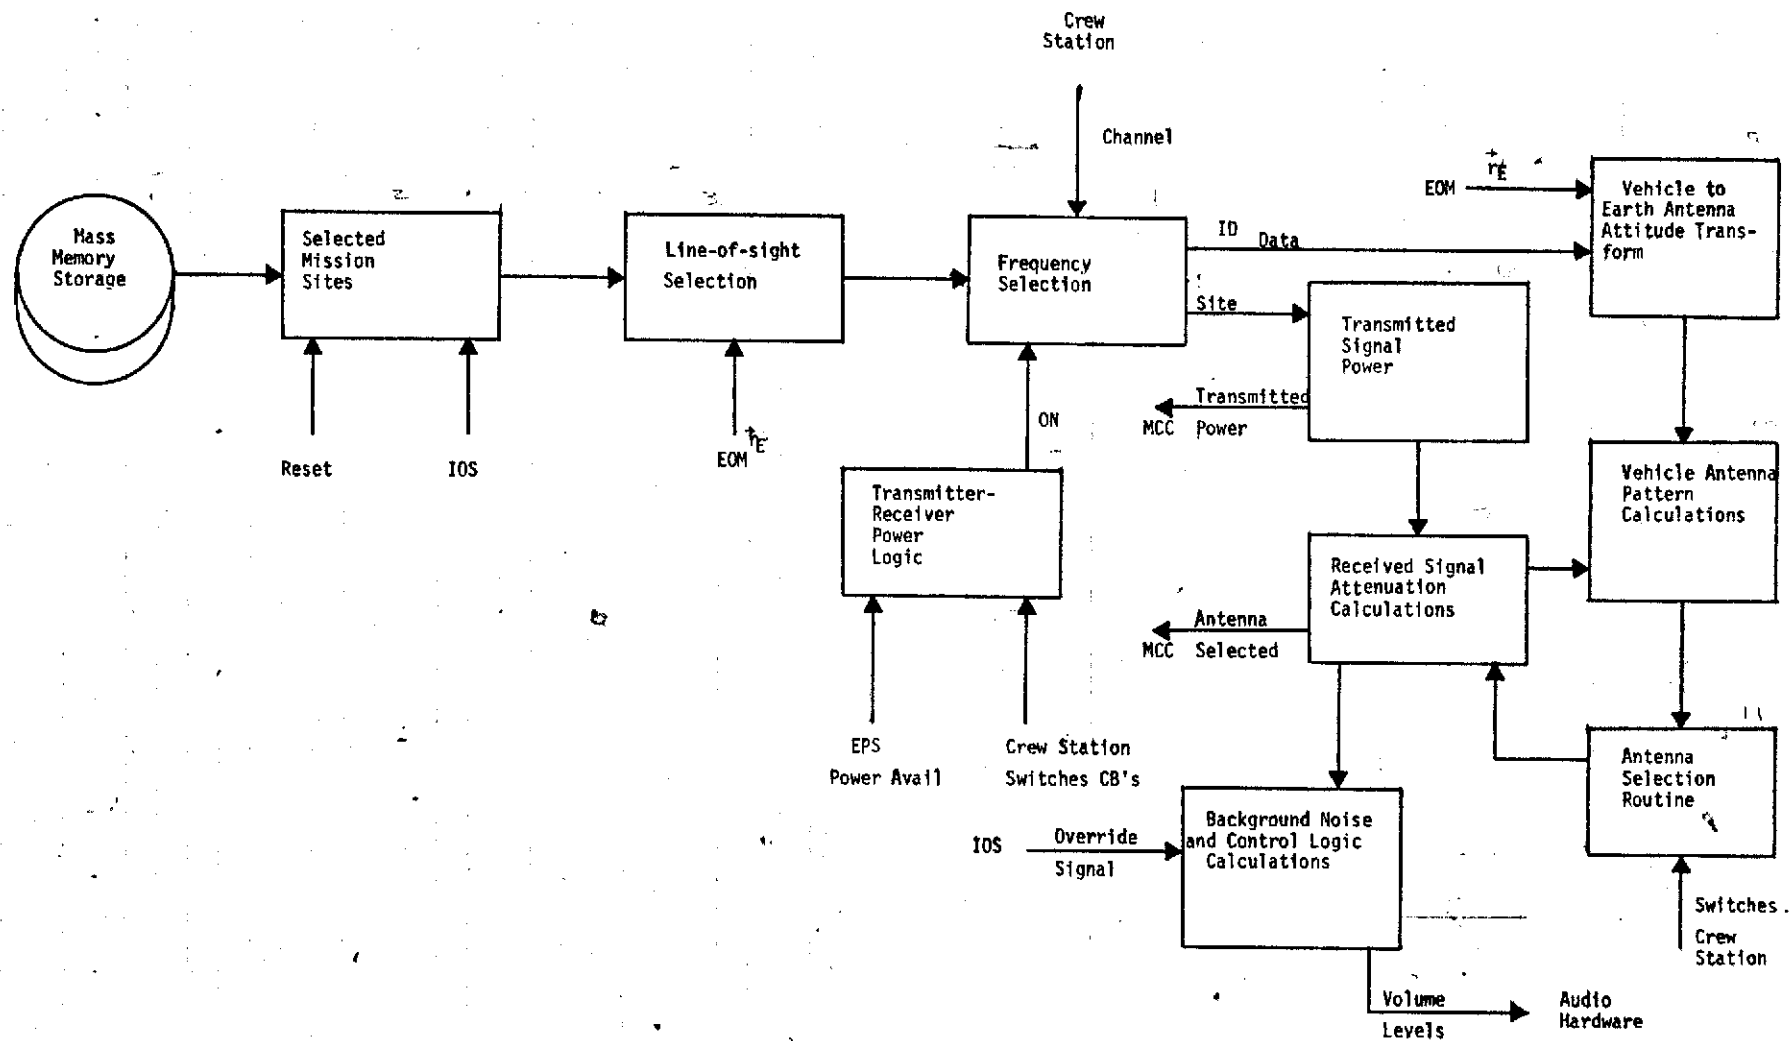 Crew
Station
Channel
Mass
Memory
Storage
Selected
Mission
Sites
Reset
IOS
Line-of-sight
Selection
EOM
Frequency
Selection
ON
Transmitter-
Receiver
Power
Logic
EPS
Power Avail
Crew Station
Switches CB's
ID Data
Site
EOM
Vehicle to
Earth Antenna
Attitude Trans-
form
Transmitted
Signal
Power
Transmitted
MCC Power
Vehicle Antenna
Pattern
Calculations
Received Signal
Attenuation
Calculations
Antenna
MCC Selected
Antenna
Selection
Routine
Switches
Crew
Station
IOS
Override
Signal
Background Noise
and Control Logic
Calculations
Volume
Levels
Audio
Hardware